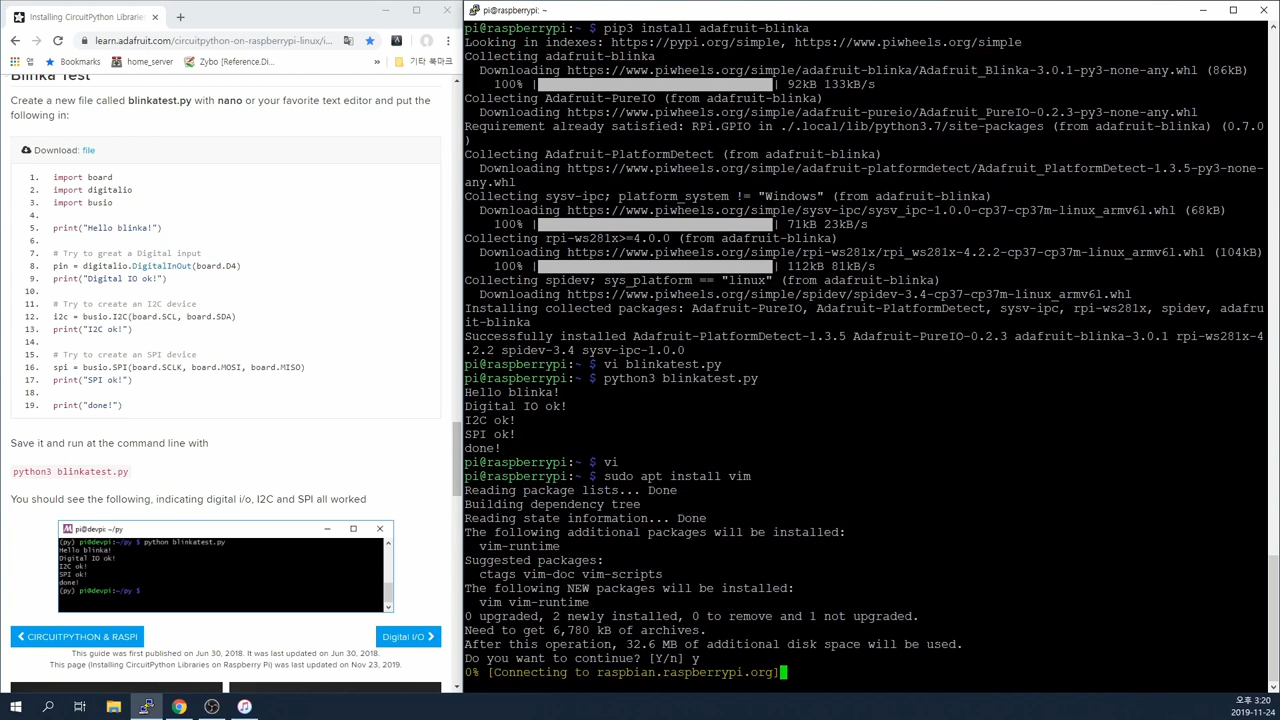 Installing CircuitPython Libraries
learn.adafruit.com/circuitpython-on-raspberrypi-linux/i...
앱
Bookmarks
home_server
Zybo [Reference.Di...
»
기타 북마크
Blinka Test
Create a new file called blinkatest.py with nano or your favorite text editor and put the
following in:
Download: file
1. import board
2. import digitalio
3. import busio
4.
5. print("Hello blinka!")
6.
7. # Try to great a Digital input
8. pin = digitalio.DigitalInOut(board.D4)
9. print("Digital IO ok!")
10.
11. # Try to create an I2C device
12. i2c = busio.I2C(board.SCL, board.SDA)
13. print("I2C ok!")
14.
15. # Try to create an SPI device
16. spi = busio.SPI(board.SCLK, board.MOSI, board.MISO)
17. print("SPI ok!")
18.
19. print("done!")
Save it and run at the command line with
python3 blinkatest.py
You should see the following, indicating digital i/o, I2C and SPI all worked
pi@devpi: ~/py
(py) pi@devpi:~/py $ python blinkatest.py
Hello blinka!
Digital IO ok!
I2C ok!
SPI ok!
done!
(py) pi@devpi:~/py $
CIRCUITPYTHON & RASPI
Digital I/O
This guide was first published on Jun 30, 2018. It was last updated on Jun 30, 2018.
This page (Installing CircuitPython Libraries on Raspberry Pi) was last updated on Nov 23, 2019.
pi@raspberrypi: ~
pi@raspberrypi:~ $ pip3 install adafruit-blinka
Looking in indexes: https://pypi.org/simple, https://www.piwheels.org/simple
Collecting adafruit-blinka
Downloading https://www.piwheels.org/simple/adafruit-blinka/Adafruit_Blinka-3.0.1-py3-none-any.whl (86kB)
100% | | 92kB 133kB/s
Collecting Adafruit-PureIO (from adafruit-blinka)
Downloading https://www.piwheels.org/simple/adafruit-pureio/Adafruit_PureIO-0.2.3-py3-none-any.whl
Requirement already satisfied: RPi.GPIO in ./.local/lib/python3.7/site-packages (from adafruit-blinka) (0.7.0
)
Collecting Adafruit-PlatformDetect (from adafruit-blinka)
Downloading https://www.piwheels.org/simple/adafruit-platformdetect/Adafruit_PlatformDetect-1.3.5-py3-none-
any.whl
Collecting sysv-ipc; platform_system != "Windows" (from adafruit-blinka)
Downloading https://www.piwheels.org/simple/sysv-ipc/sysv_ipc-1.0.0-cp37-cp37m-linux_armv6l.whl (68kB)
100% | | 71kB 23kB/s
Collecting rpi-ws281x>=4.0.0 (from adafruit-blinka)
Downloading https://www.piwheels.org/simple/rpi-ws281x/rpi_ws281x-4.2.2-cp37-cp37m-linux_armv6l.whl (104kB)
100% | | 112kB 81kB/s
Collecting spidev; sys_platform == "linux" (from adafruit-blinka)
Downloading https://www.piwheels.org/simple/spidev/spidev-3.4-cp37-cp37m-linux_armv6l.whl
Installing collected packages: Adafruit-PureIO, Adafruit-PlatformDetect, sysv-ipc, rpi-ws281x, spidev, adafru
it-blinka
Successfully installed Adafruit-PlatformDetect-1.3.5 Adafruit-PureIO-0.2.3 adafruit-blinka-3.0.1 rpi-ws281x-4
.2.2 spidev-3.4 sysv-ipc-1.0.0
pi@raspberrypi:~ $ vi blinkatest.py
pi@raspberrypi:~ $ python3 blinkatest.py
Hello blinka!
Digital IO ok!
I2C ok!
SPI ok!
done!
pi@raspberrypi:~ $ vi
pi@raspberrypi:~ $ sudo apt install vim
Reading package lists... Done
Building dependency tree
Reading state information... Done
The following additional packages will be installed:
vim-runtime
Suggested packages:
ctags vim-doc vim-scripts
The following NEW packages will be installed:
vim vim-runtime
0 upgraded, 2 newly installed, 0 to remove and 1 not upgraded.
Need to get 6,780 kB of archives.
After this operation, 32.6 MB of additional disk space will be used.
Do you want to continue? [Y/n] y
0% [Connecting to raspbian.raspberrypi.org]
오후 3:20
2019-11-24